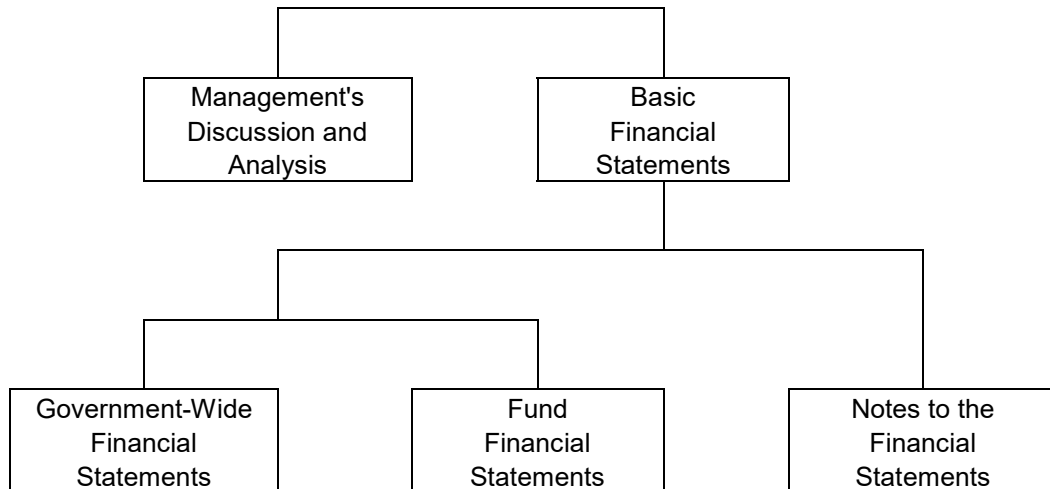 Management's
Discussion and
Analysis
Basic
Financial
Statements
Government-Wide
Financial
Statements
Fund
Financial
Statements
Notes to the
Financial
Statements